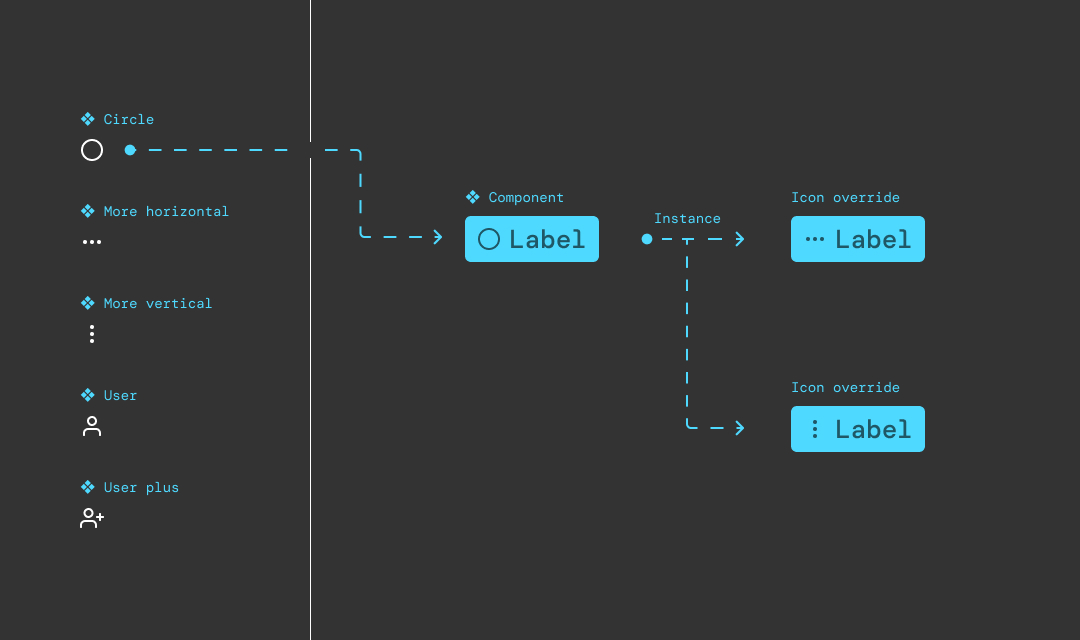 Circle
More horizontal
More vertical
User
User plus
Component
Label
Instance
Icon override
Label
Icon override
Label